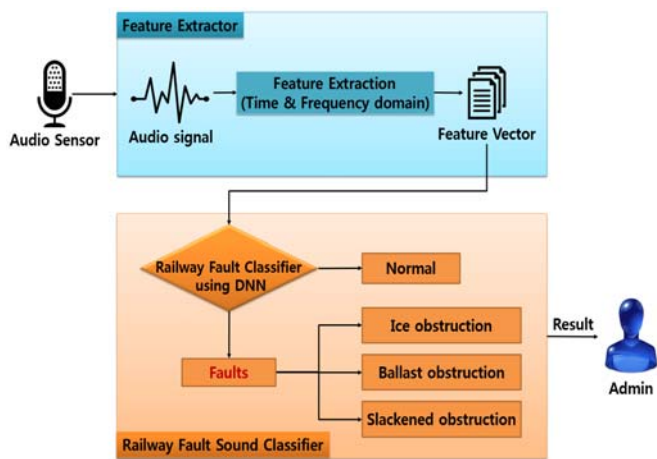 Feature Extractor
Audio Sensor
Audio signal
Feature Extraction
(Time & Frequency domain)
Feature Vector
Railway Fault Classifier
using DNN
Normal
Faults
Ice obstruction
Ballast obstruction
Slackened obstruction
Result
Admin
Railway Fault Sound Classifier